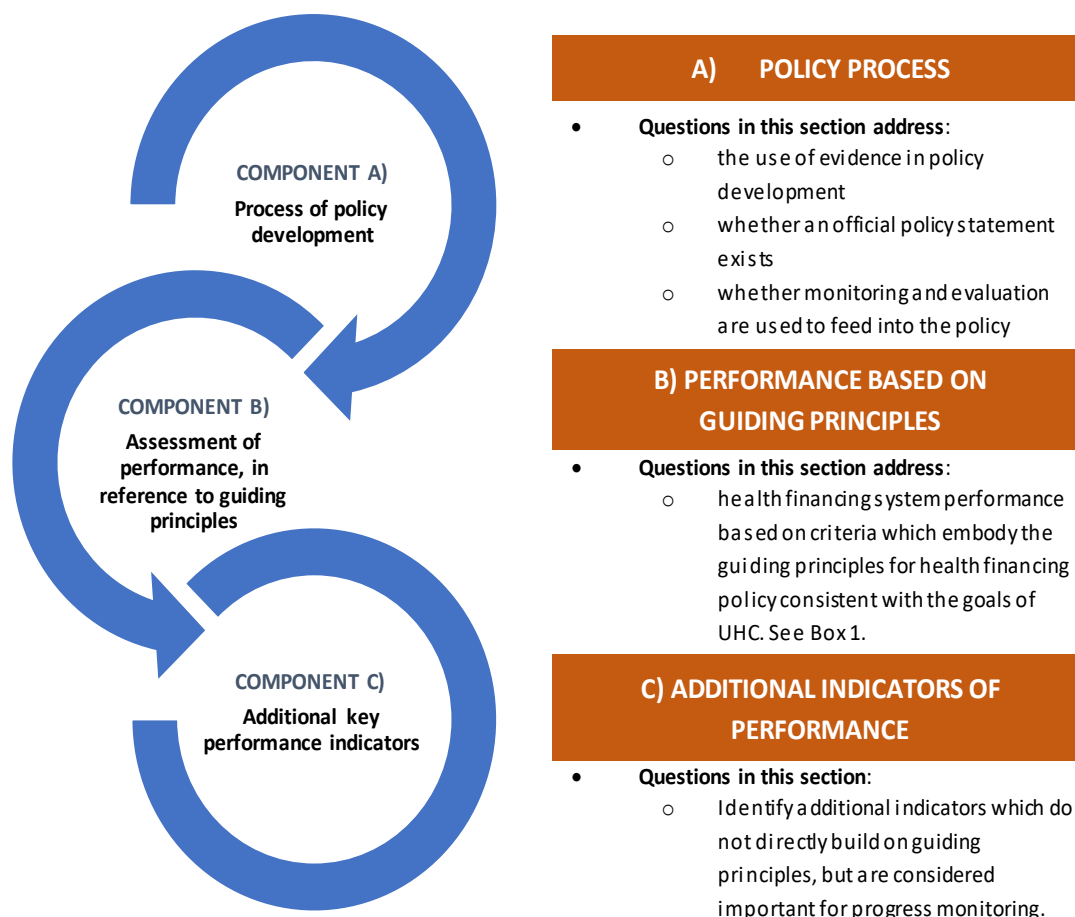 COMPONENT A)
Process of policy
development
COMPONENT B)
Assessment of
performance, in
reference to guiding
principles
COMPONENT C)
Additional key
performance indicators
A) POLICY PROCESS
• Questions in this section address:
o the use of evidence in policy
development
o whether an official policy statement
exists
o whether monitoring and evaluation
are used to feed into the policy
B) PERFORMANCE BASED ON
GUIDING PRINCIPLES
• Questions in this section address:
o health financing system performance
based on criteria which embody the
guiding principles for health financing
policy consistent with the goals of
UHC. See Box 1.
C) ADDITIONAL INDICATORS OF
PERFORMANCE
• Questions in this section:
o Identify additional indicators which do
not directly build on guiding
principles, but are considered
important for progress monitoring.